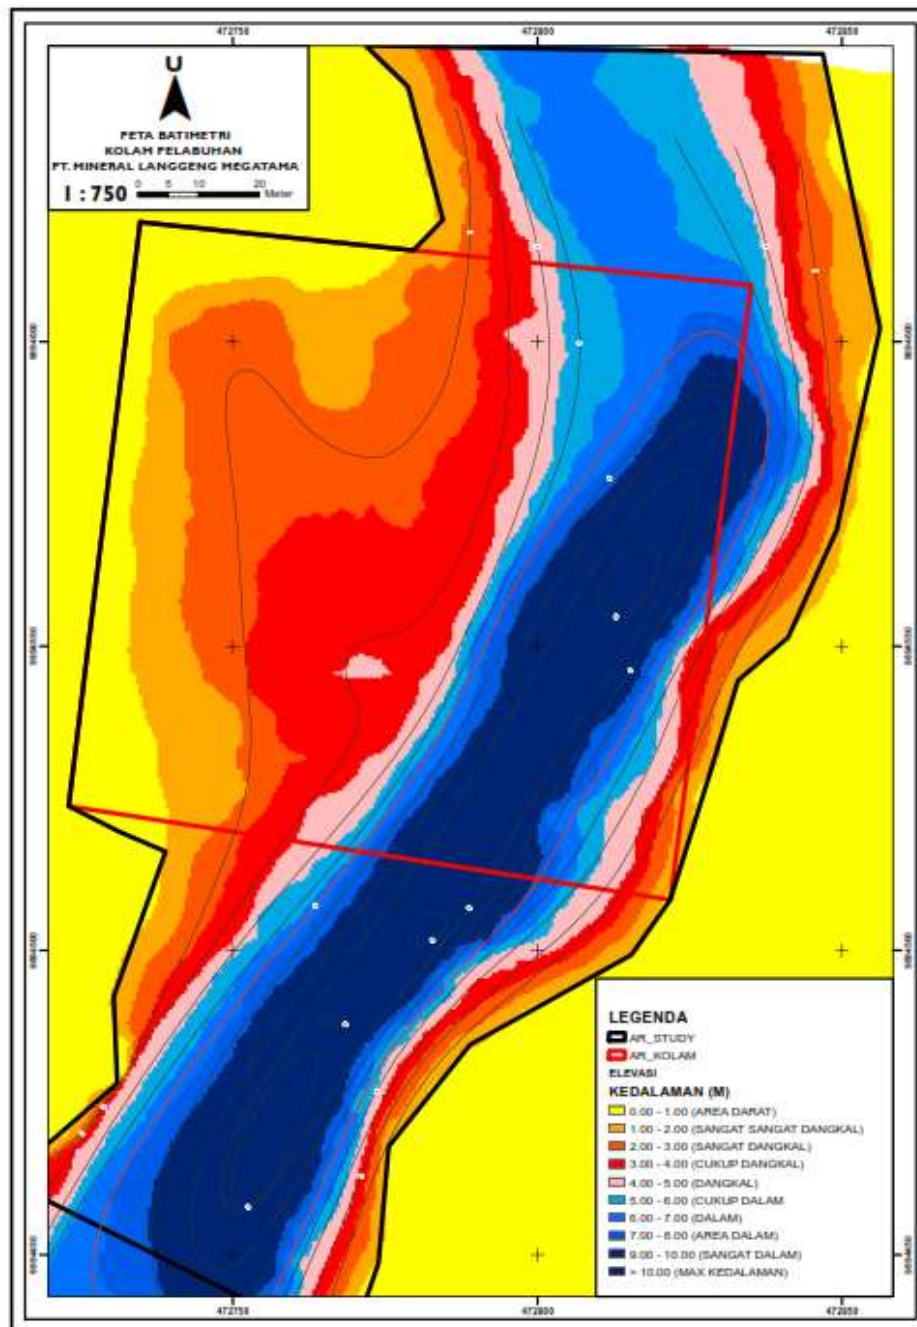 472750
472800
472850
U
PETA BATIMETRI
KOLAM PELABUHAN
PT. MINERAL LANGGENG MEGATAMA
1 : 750
0 5 10 20
Meter
LEGENDA
AR_STUDY
AR_KOLAM
ELEVASI
KEDALAMAN (M)
0.00 - 1.00 (AREA DARAT)
1.00 - 2.00 (SANGAT SANGAT DANGKAL)
2.00 - 3.00 (SANGAT DANGKAL)
3.00 - 4.00 (CUKUP DANGKAL)
4.00 - 5.00 (DANGKAL)
5.00 - 6.00 (CUKUP DALAM
6.00 - 7.00 (DALAM)
7.00 - 8.00 (AREA DALAM)
9.00 - 10.00 (SANGAT DALAM)
> 10.00 (MAX KEDALAMAN)
472750
472800
472850